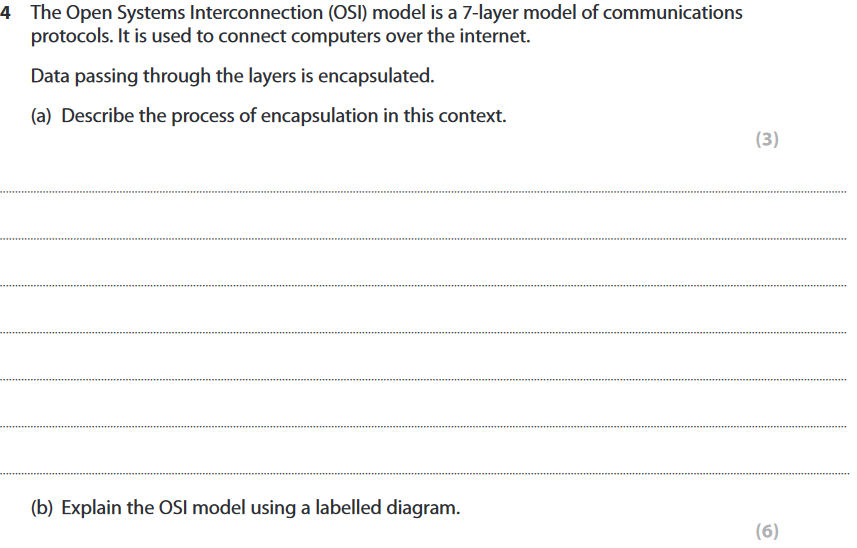 4 The Open Systems Interconnection (OSI) model is a 7-layer model of communications
protocols. It is used to connect computers over the internet.
Data passing through the layers is encapsulated.
(a) Describe the process of encapsulation in this context.
(3)
(b) Explain the OSI model using a labelled diagram.
(6)